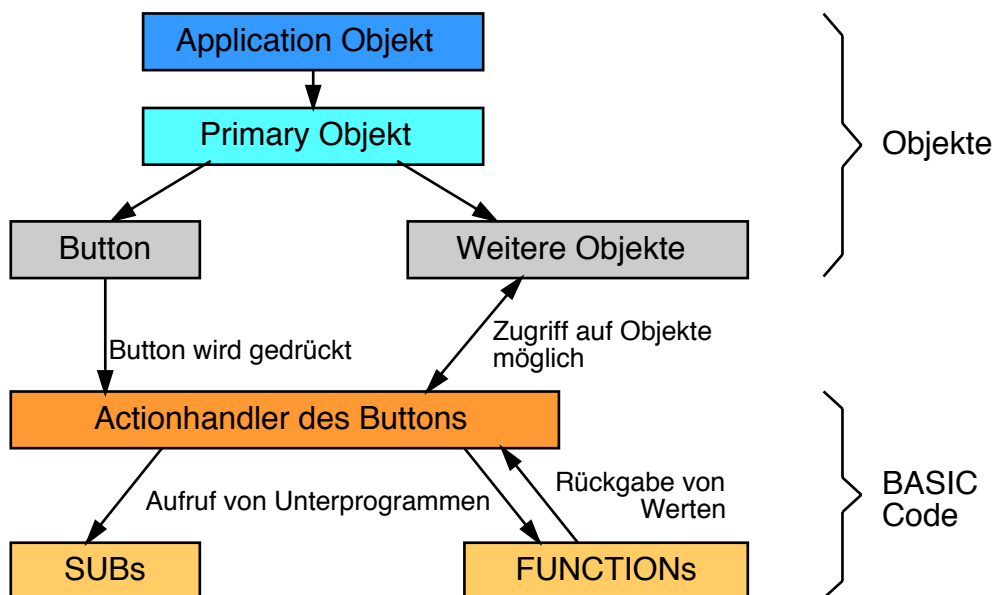 Application Objekt
Primary Objekt
Objekte
Button
Weitere Objekte
Button wird gedrückt
Zugriff auf Objekte
möglich
Actionhandler des Buttons
Aufruf von Unterprogrammen
Rückgabe von
Werten
BASIC
Code
SUBs
FUNCTIONs